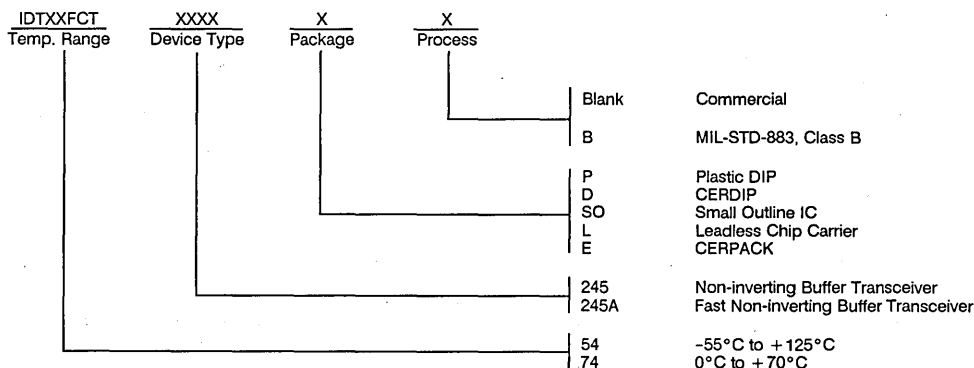 IDTXXFCT XXXX X X
Temp. Range Device Type Package Process
Blank Commercial
B MIL-STD-883, Class B
P Plastic DIP
D CERDIP
SO Small Outline IC
L Leadless Chip Carrier
E CERPACK
245 Non-inverting Buffer Transceiver
245A Fast Non-inverting Buffer Transceiver
54 –55°C to +125°C
74 0°C to +70°C